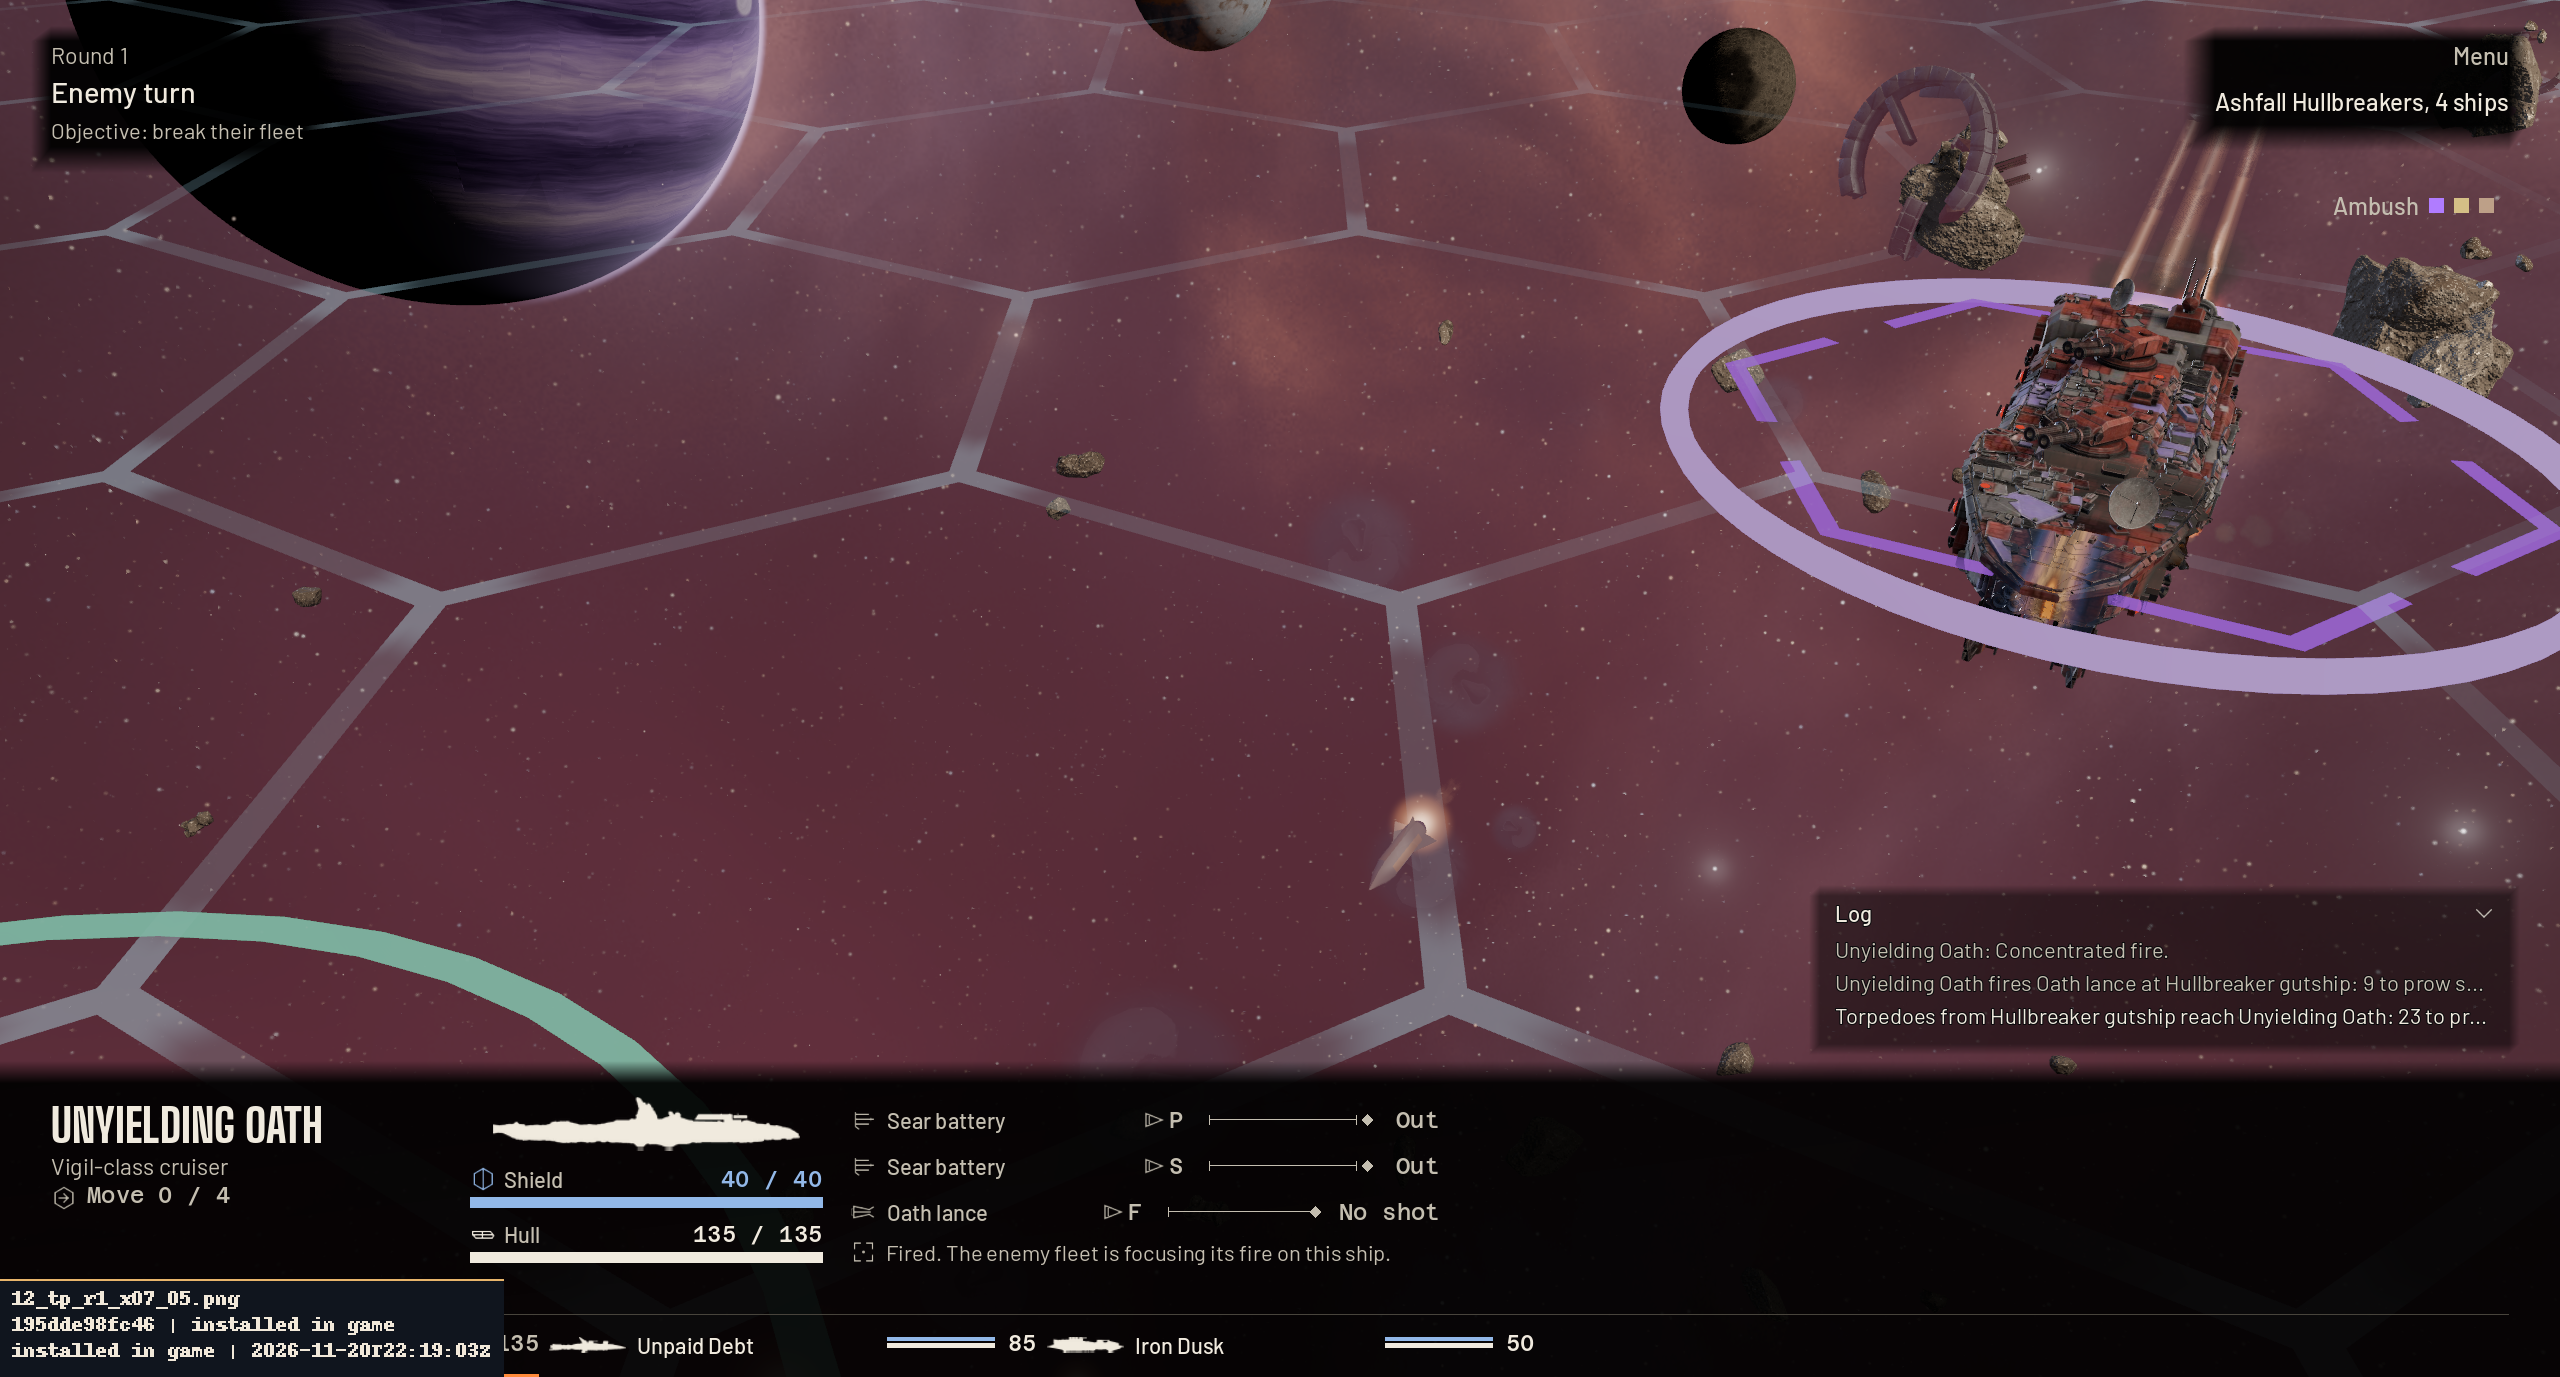 Round 1
Enemy turn
Objective: break their fleet
Menu
Ashfall Hullbreakers, 4 ships
Ambush
Log
Unyielding Oath: Concentrated fire.
Unyielding Oath fires Oath lance at Hullbreaker gutship: 9 to prow s...
Torpedoes from Hullbreaker gutship reach Unyielding Oath: 23 to pr...
UNYIELDING OATH
Vigil-class cruiser
Move 0 / 4
Shield 40 / 40
Hull 135 / 135
Sear battery P Out
Sear battery S Out
Oath lance F No shot
Fired. The enemy fleet is focusing its fire on this ship.
12_tp_r1_x07_05.png
195dde98fc46 | installed in game
installed in game | 2026-11-20T22:19:03Z
135 Unpaid Debt 85 Iron Dusk 50